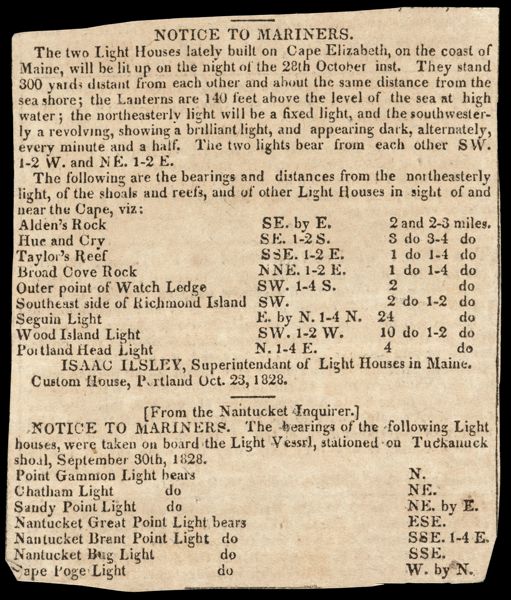 NOTICE TO MARINERS.
The two Light Houses lately built on Cape Elizabeth, on the coast of
Maine, will be lit up on the night of the 28th October inst. They stand
300 yards distant from each other and about the same distance from the
sea shore; the Lanterns are 140 feet above the level of the sea at high
water; the northeasterly light will be a fixed light, and the southwester-
ly a revolving, showing a brilliant light, and appearing dark, alternately,
every minute and a half. The two lights bear from each other SW.
1-2 W. and NE. 1-2 E.
The following are the bearings and distances from the northeasterly
light, of the shoals and reefs, and of other Light Houses in sight of and
near the Cape, viz:
Alden's Rock SE. by E. 2 and 2-3 miles.
Hue and Cry SE. 1-2 S. 3 do 3-4 do
Taylor's Reef SSE. 1-2 E. 1 do 1-4 do
Broad Cove Rock NNE. 1-2 E. 1 do 1-4 do
Outer point of Watch Ledge SW. 1-4 S. 2 do
Southeast side of Richmond Island SW. 2 do 1-2 do
Seguin Light E. by N. 1-4 N. 24 do
Wood Island Light SW. 1-2 W. 10 do 1-2 do
Portland Head Light N. 1-4 E. 4 do
ISAAC ILSLEY, Superintendant of Light Houses in Maine.
Custom House, Portland Oct. 23, 1828.
[From the Nantucket Inquirer.]
NOTICE TO MARINERS. The bearings of the following Light
houses, were taken on board the Light Vessrl, stationed on Tuckanuck
shoal, September 30th, 1828.
Point Gammon Light bears N.
Chatham Light do NE.
Sandy Point Light do NE. by E.
Nantucket Great Point Light bears ESE.
Nantucket Brant Point Light do SSE. 1-4 E.
Nantucket Bug Light do SSE.
Cape Poge Light do W. by N.